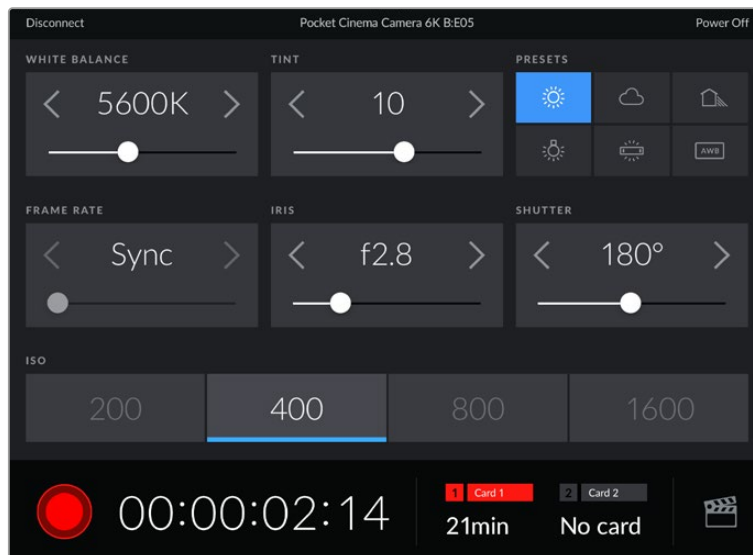 Disconnect Pocket Cinema Camera 6K B:E05 Power Off
WHITE BALANCE TINT PRESETS
5600K 10
AWB
FRAME RATE IRIS SHUTTER
Sync f2.8 180°
ISO
200 400 800 1600
00:00:02:14
1 Card 1 2 Card 2
21min No card